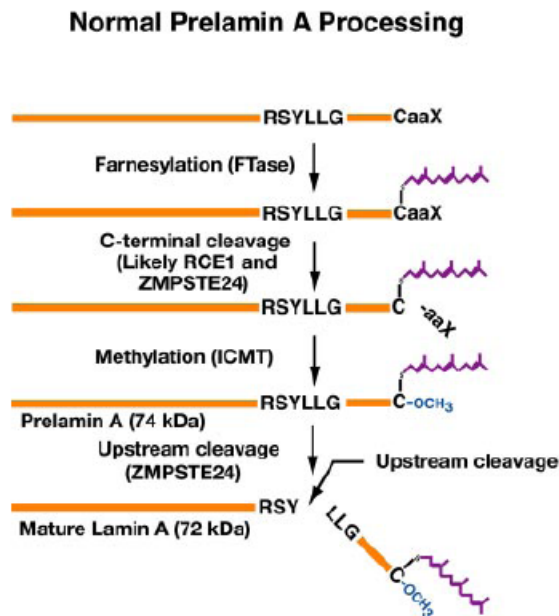 Normal Prelamin A Processing
RSYLLG CaaX
Farnesylation (FTase)
RSYLLG CaaX
C-terminal cleavage
(Likely RCE1 and
ZMPSTE24)
RSYLLG C -aaX
Methylation (ICMT)
RSYLLG C-OCH3
Prelamin A (74 kDa)
Upstream cleavage
(ZMPSTE24)
Upstream cleavage
RSY
LLG
Mature Lamin A (72 kDa)
C-OCH3